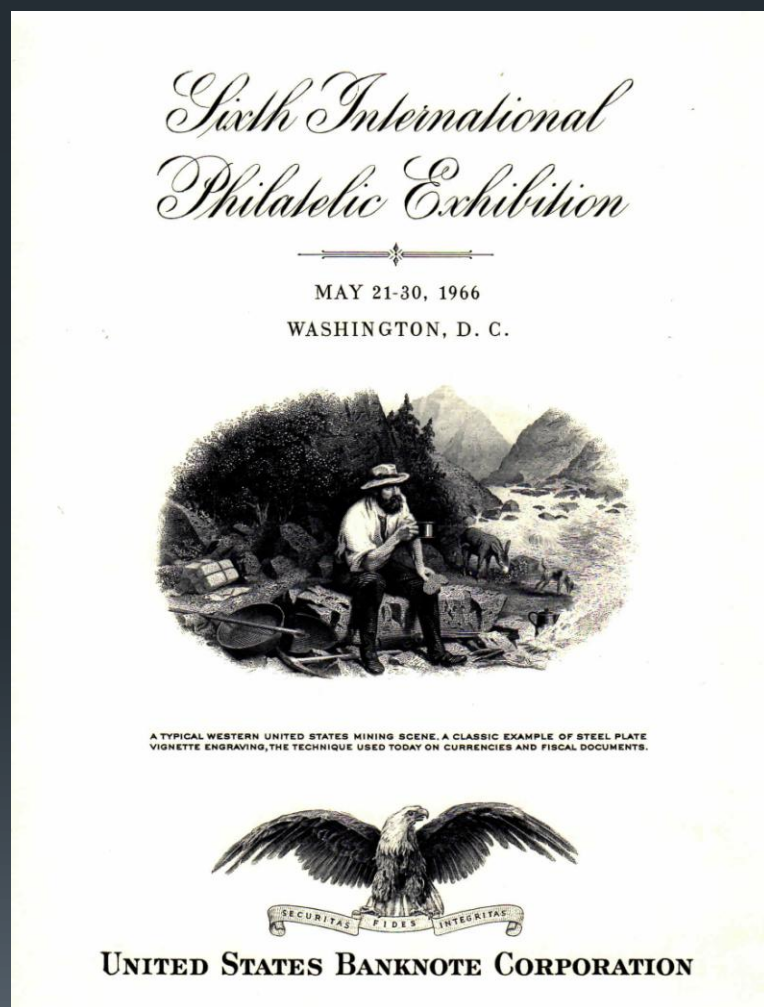 Sixth International
Philatelic Exhibition
MAY 21-30, 1966
WASHINGTON, D. C.
A TYPICAL WESTERN UNITED STATES MINING SCENE. A CLASSIC EXAMPLE OF STEEL PLATE
VIGNETTE ENGRAVING, THE TECHNIQUE USED TODAY ON CURRENCIES AND FISCAL DOCUMENTS.
SECURITAS FIDES INTEGRITAS
UNITED STATES BANKNOTE CORPORATION